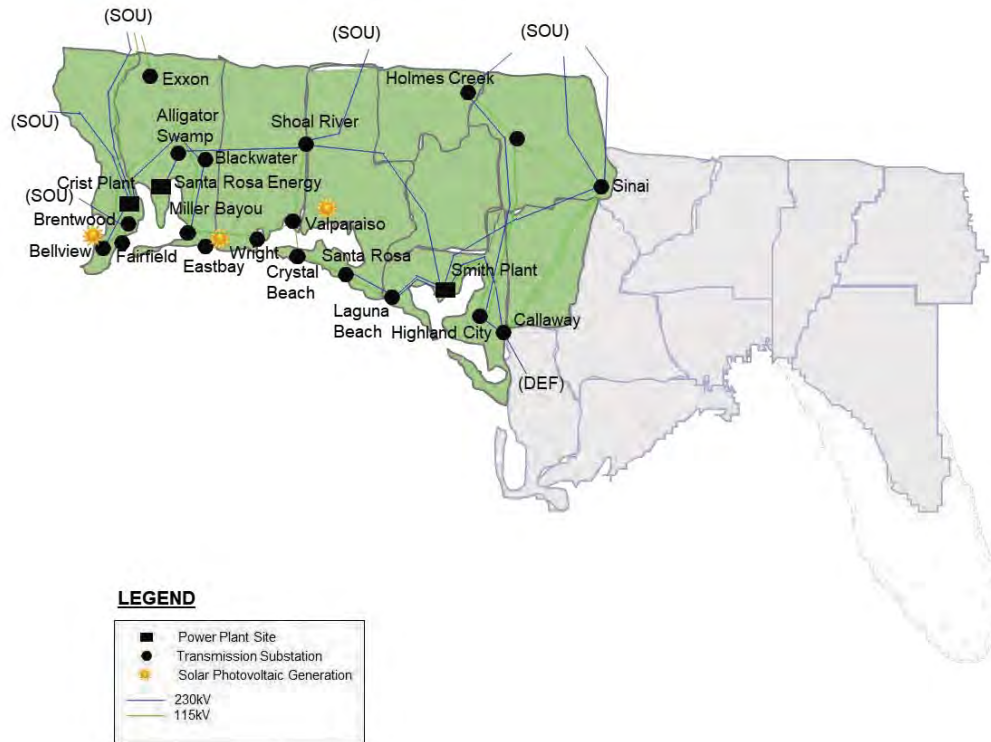 (SOU)
(SOU)
(SOU)
Exxon
Holmes Creek
(SOU)
Alligator
Swamp
Shoal River
Blackwater
Crist Plant
Santa Rosa Energy
Sinai
(SOU)
Brentwood
Miller Bayou
Valparaiso
Bellview
Fairfield
Eastbay
Wright
Santa Rosa
Crystal
Beach
Smith Plant
Laguna
Beach
Highland City
Callaway
(DEF)
LEGEND
Power Plant Site
Transmission Substation
Solar Photovoltaic Generation
230kV
115kV